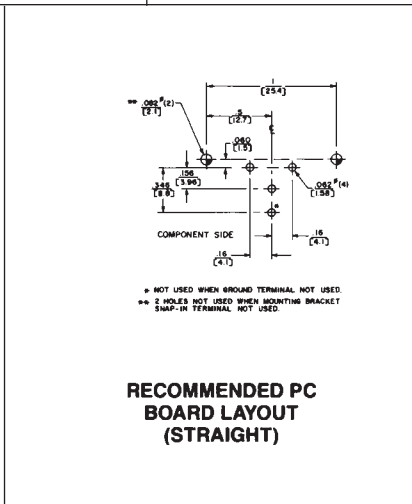 1
[25.4]
** .082 ø (2)
[2.1]
.5
[12.7]
℄
.060
[1.5]
.156
[3.96]
.346
[8.8]
.062 ø (4)
[1.58]
*
COMPONENT SIDE
.16
[4.1]
.16
[4.1]
* NOT USED WHEN GROUND TERMINAL NOT USED.
** 2 HOLES NOT USED WHEN MOUNTING BRACKET
SNAP-IN TERMINAL NOT USED.
RECOMMENDED PC
BOARD LAYOUT
(STRAIGHT)